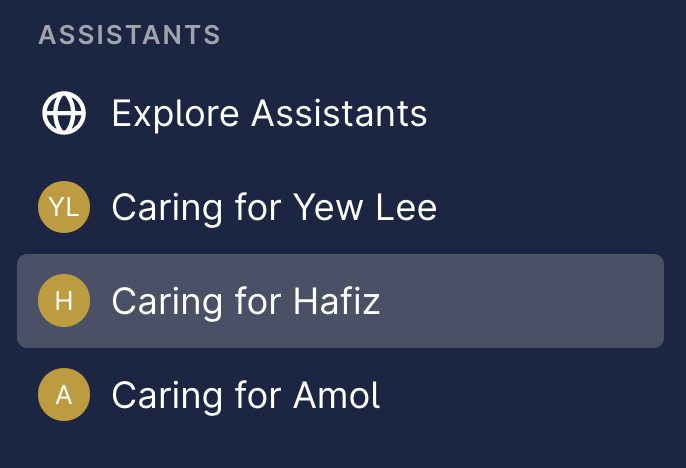 ASSISTANTS
Explore Assistants
YL Caring for Yew Lee
H Caring for Hafiz
A Caring for Amol